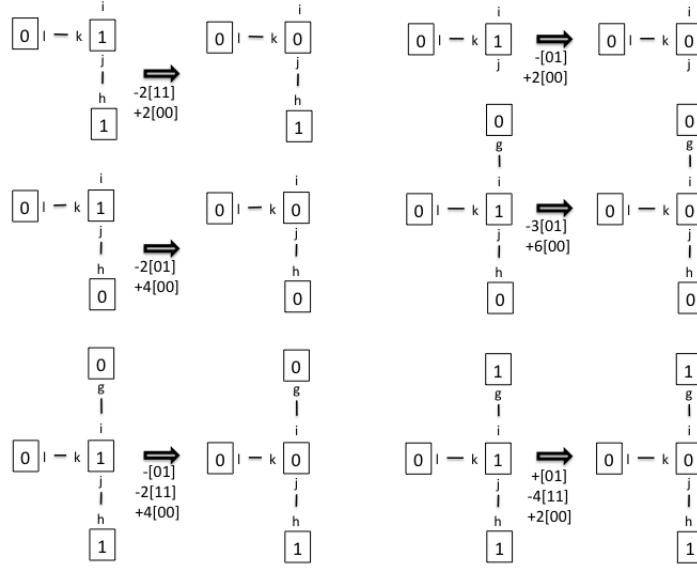 i i
0 l – k 1 0 l – k 0
j j
h h
1 1
-2[11]
+2[00]
i i
0 l – k 1 0 l – k 0
j j
-[01]
+2[00]
i i
0 l – k 1 0 l – k 0
j j
h h
0 0
-2[01]
+4[00]
0 0
g g
i i
0 l – k 1 0 l – k 0
j j
h h
0 0
-3[01]
+6[00]
0 0
g g
i i
0 l – k 1 0 l – k 0
j j
h h
1 1
-[01]
-2[11]
+4[00]
1 1
g g
i i
0 l – k 1 0 l – k 0
j j
h h
1 1
+[01]
-4[11]
+2[00]